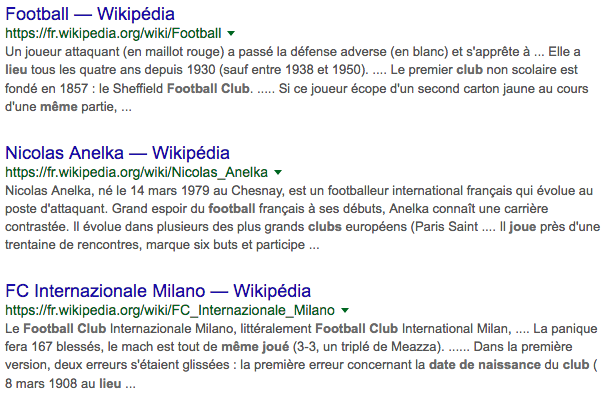 Football — Wikipédia
https://fr.wikipedia.org/wiki/Football
Un joueur attaquant (en maillot rouge) a passé la défense adverse (en blanc) et s'apprête à ... Elle a
lieu tous les quatre ans depuis 1930 (sauf entre 1938 et 1950). .... Le premier club non scolaire est
fondé en 1857 : le Sheffield Football Club. ..... Si ce joueur écope d'un second carton jaune au cours
d'une même partie, ...
Nicolas Anelka — Wikipédia
https://fr.wikipedia.org/wiki/Nicolas_Anelka
Nicolas Anelka, né le 14 mars 1979 au Chesnay, est un footballeur international français qui évolue au
poste d'attaquant. Grand espoir du football français à ses débuts, Anelka connaît une carrière
contrastée. Il évolue dans plusieurs des plus grands clubs européens (Paris Saint .... Il joue près d'une
trentaine de rencontres, marque six buts et participe ...
FC Internazionale Milano — Wikipédia
https://fr.wikipedia.org/wiki/FC_Internazionale_Milano
Le Football Club Internazionale Milano, littéralement Football Club International Milan, .... La panique
fera 167 blessés, le mach est tout de même joué (3-3, un triplé de Meazza). ...... Dans la première
version, deux erreurs s'étaient glissées : la première erreur concernant la date de naissance du club (
8 mars 1908 au lieu ...